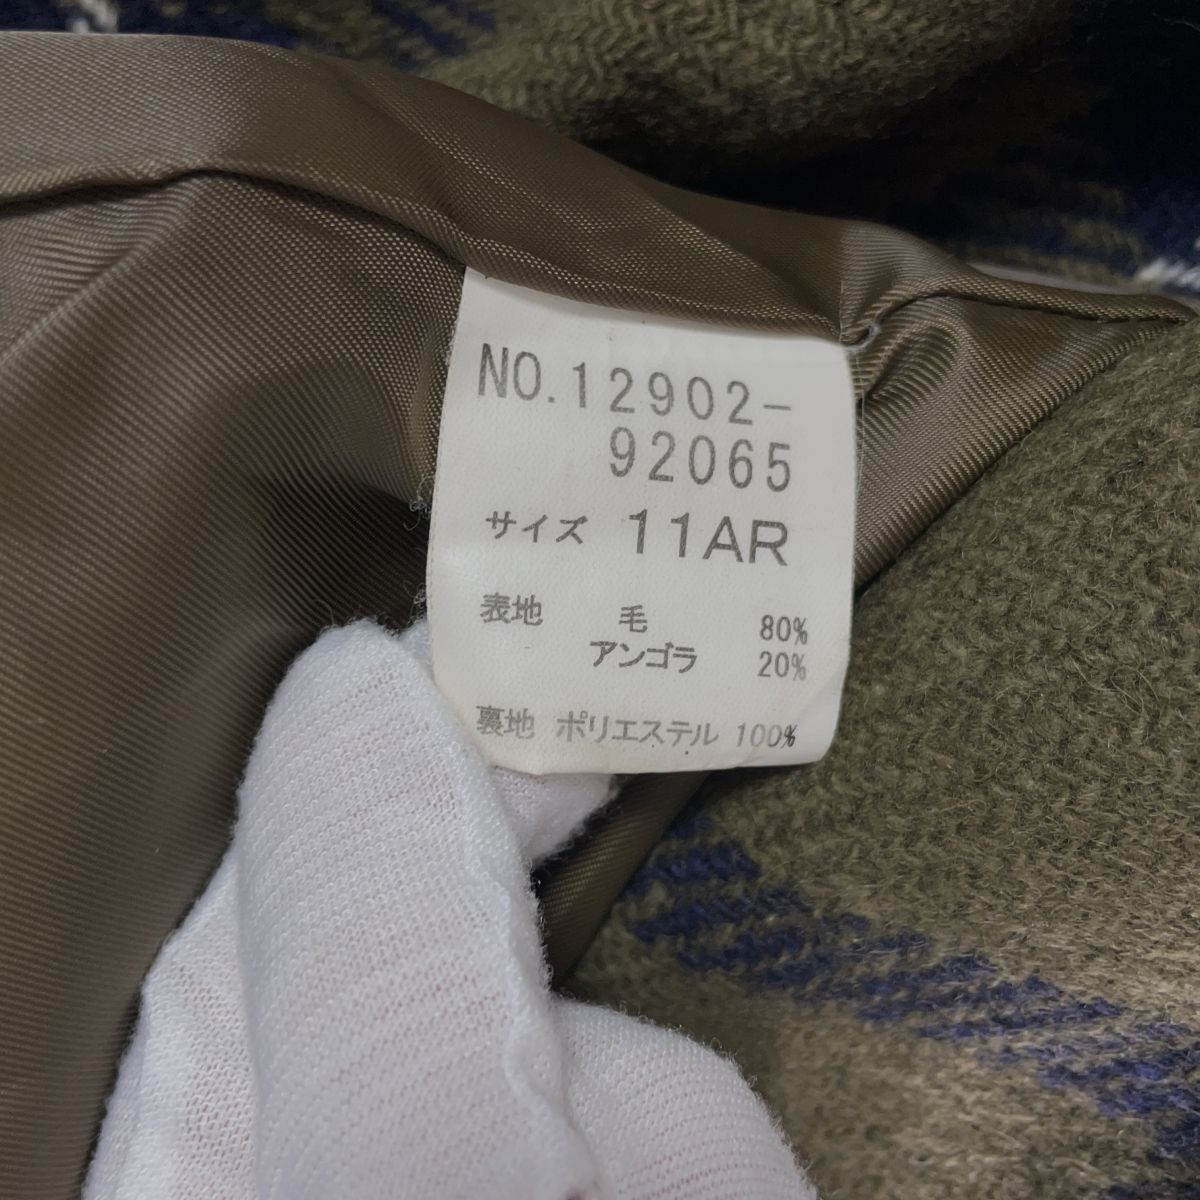 NO.12902-
92065
サイズ 11AR
表地 毛 80%
アンゴラ 20%
裏地 ポリエステル 100%